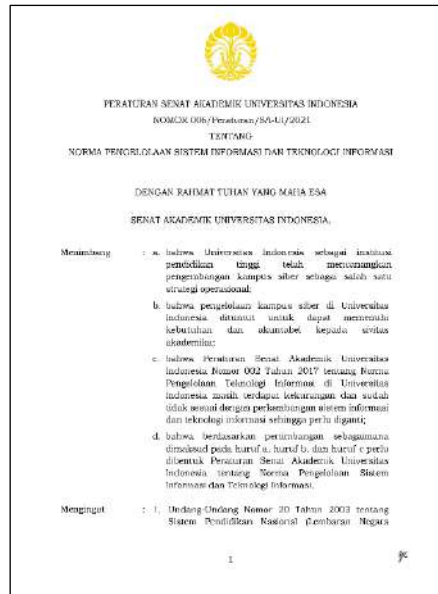 PERATURAN SENAT AKADEMIK UNIVERSITAS INDONESIA
NOMOR 006/Peraturan/SA-UI/2021
TENTANG
NORMA PENGELOLAAN SISTEM INFORMASI DAN TEKNOLOGI INFORMASI
DENGAN RAHMAT TUHAN YANG MAHA ESA
SENAT AKADEMIK UNIVERSITAS INDONESIA,
Menimbang : a. bahwa Universitas Indonesia sebagai institusi
pendidikan tinggi telah mencanangkan
pengembangan kampus siber sebagai salah satu
strategi operasional;
b. bahwa pengelolaan kampus siber di Universitas
Indonesia dituntut untuk dapat memenuhi
kebutuhan dan akuntabel kepada sivitas
akademika;
c. bahwa Peraturan Senat Akademik Universitas
Indonesia Nomor 002 Tahun 2017 tentang Norma
Pengelolaan Teknologi Informasi di Universitas
Indonesia masih terdapat kekurangan dan sudah
tidak sesuai dengan perkembangan sistem informasi
dan teknologi informasi sehingga perlu diganti;
d. bahwa berdasarkan pertimbangan sebagaimana
dimaksud pada huruf a, huruf b, dan huruf c perlu
dibentuk Peraturan Senat Akademik Universitas
Indonesia tentang Norma Pengelolaan Sistem
Informasi dan Teknologi Informasi.
Mengingat : 1. Undang-Undang Nomor 20 Tahun 2003 tentang
Sistem Pendidikan Nasional (Lembaran Negara
1